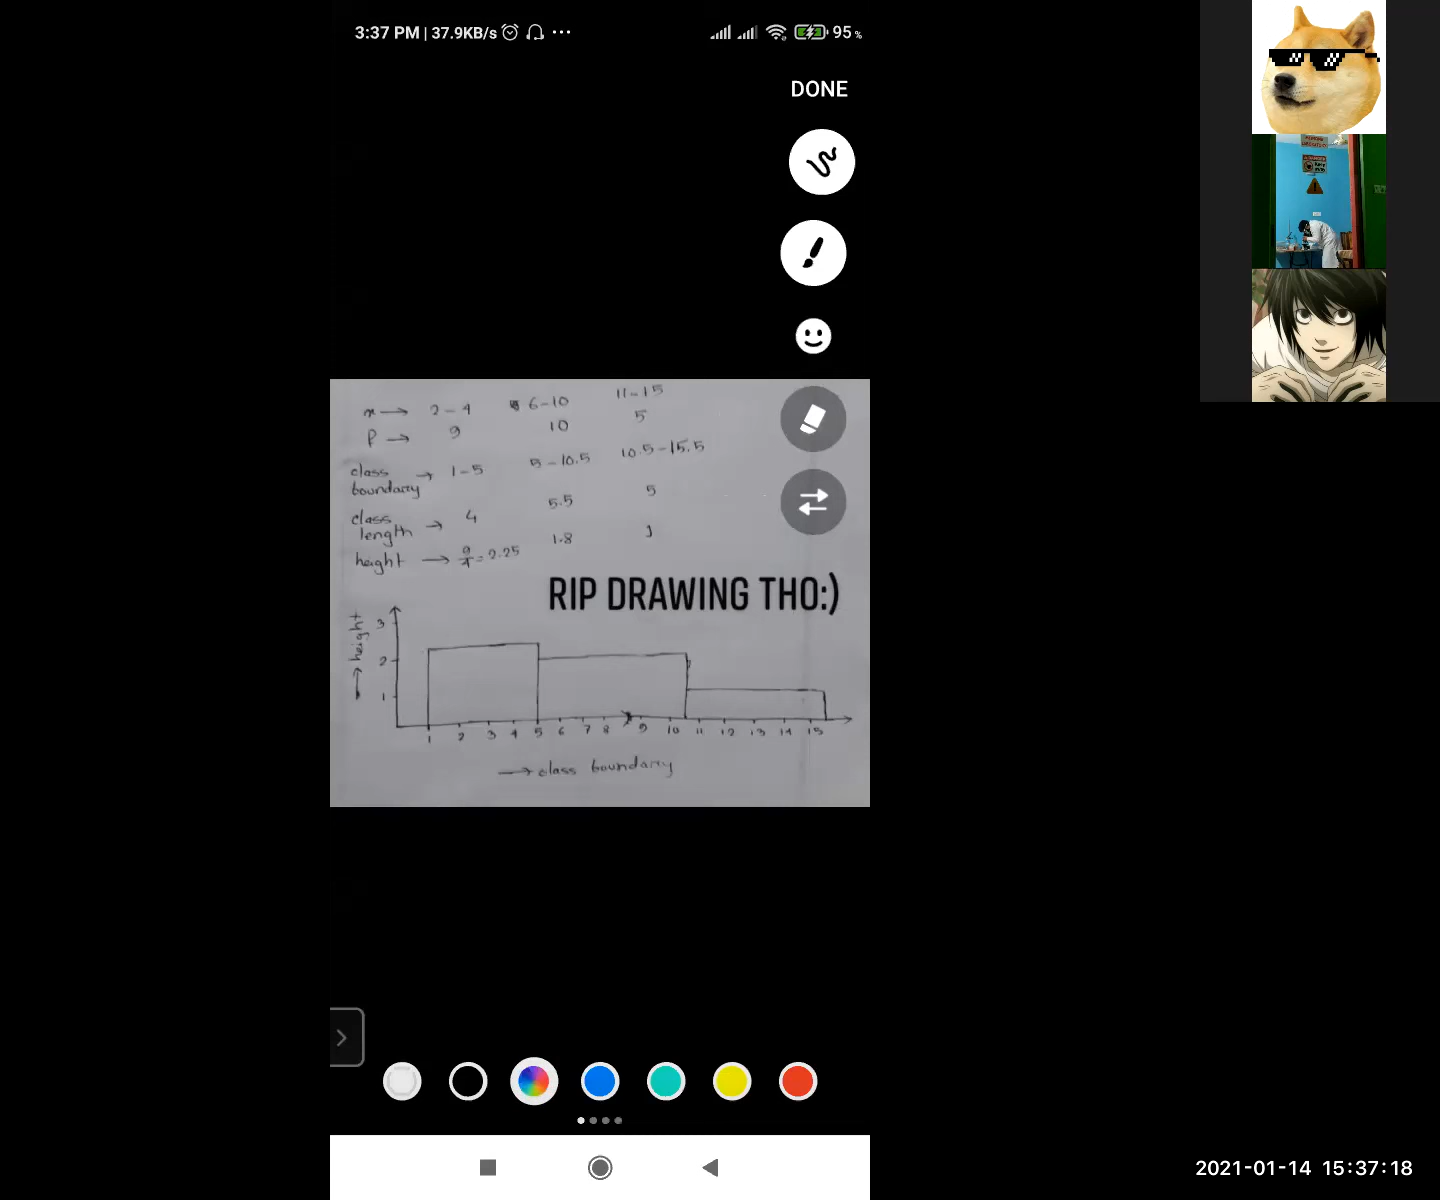 3:37 PM | 37.9KB/s ... 95%
DONE
x → 2-4 6-10 11-15
f → 9 10 5
class boundary → 1-5 5-10.5 10.5-15.5
class length → 4 5.5 5
height → 9/4 = 2.25 1.8 1
RIP DRAWING THO:)
→ height
3
2
1
1 2 3 4 5 6 7 8 9 10 11 12 13 14 15
→ class boundary
DANGER
2021-01-14 15:37:18